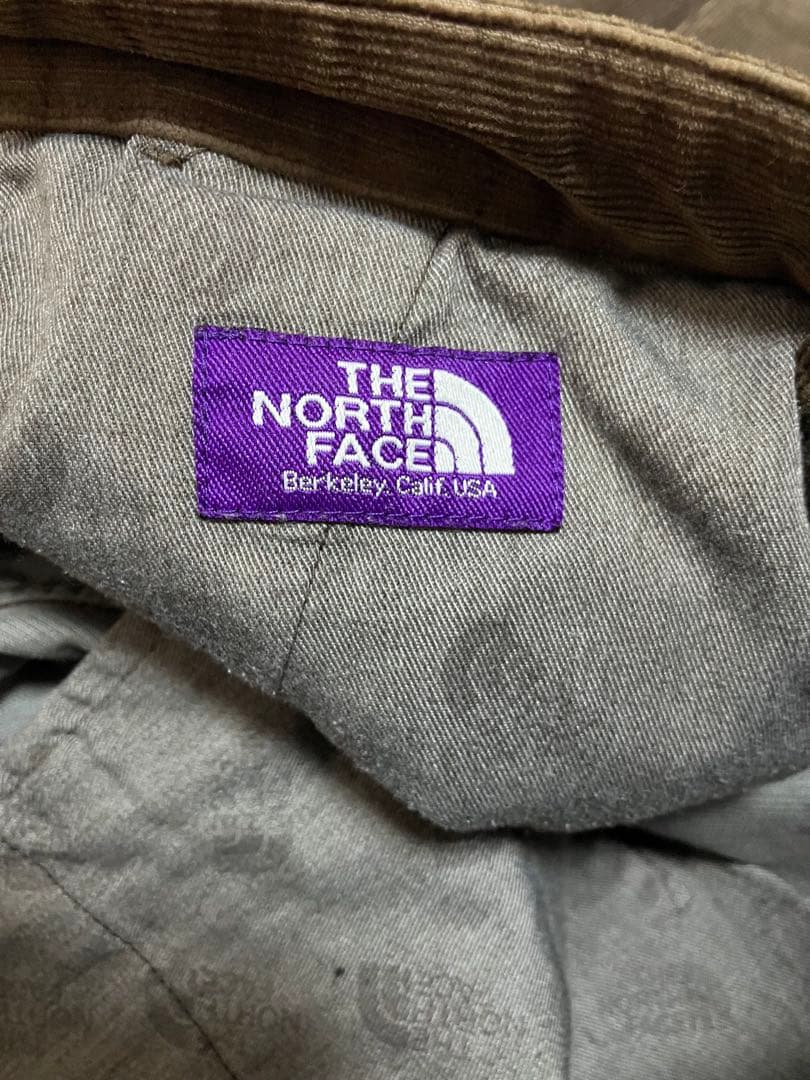 THE
NORTH
FACE
Berkeley. Calif. USA